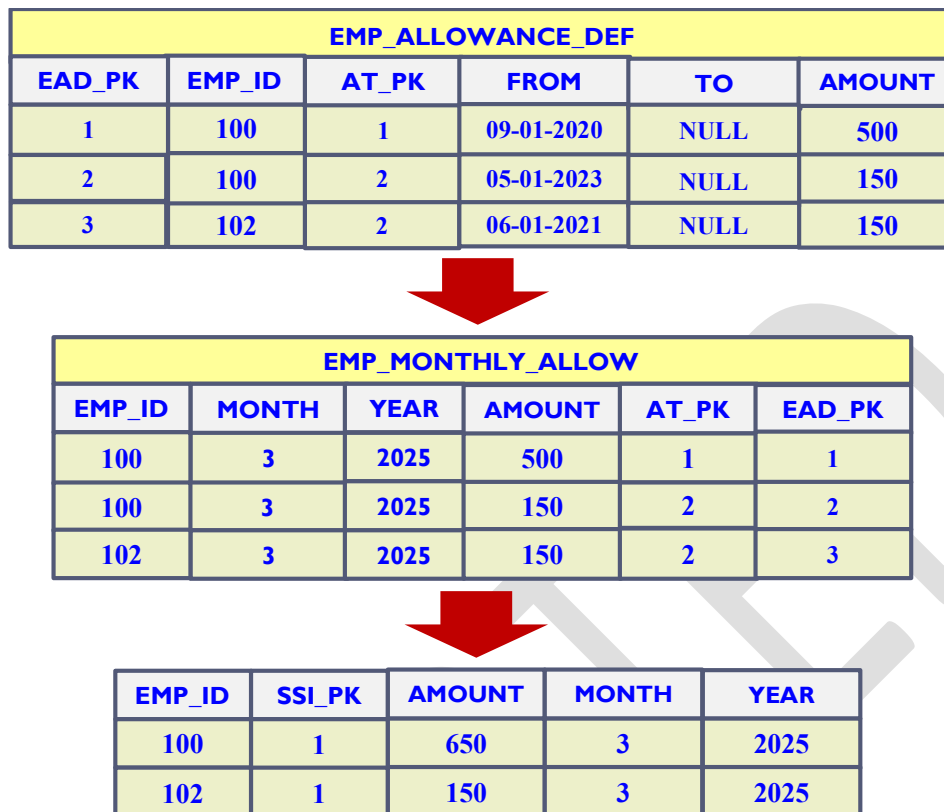 EMP_ALLOWANCE_DEF
EAD_PK EMP_ID AT_PK FROM TO AMOUNT
1 100 1 09-01-2020 NULL 500
2 100 2 05-01-2023 NULL 150
3 102 2 06-01-2021 NULL 150
EMP_MONTHLY_ALLOW
EMP_ID MONTH YEAR AMOUNT AT_PK EAD_PK
100 3 2025 500 1 1
100 3 2025 150 2 2
102 3 2025 150 2 3
EMP_ID SSI_PK AMOUNT MONTH YEAR
100 1 650 3 2025
102 1 150 3 2025